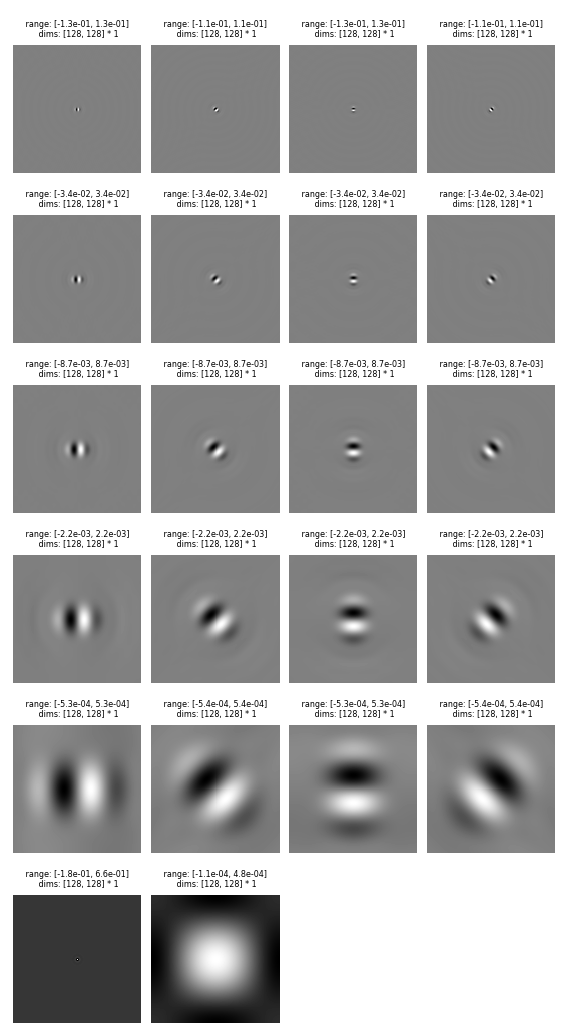 range: [-1.3e-01, 1.3e-01]
dims: [128, 128] * 1
range: [-1.1e-01, 1.1e-01]
dims: [128, 128] * 1
range: [-1.3e-01, 1.3e-01]
dims: [128, 128] * 1
range: [-1.1e-01, 1.1e-01]
dims: [128, 128] * 1
range: [-3.4e-02, 3.4e-02]
dims: [128, 128] * 1
range: [-3.4e-02, 3.4e-02]
dims: [128, 128] * 1
range: [-3.4e-02, 3.4e-02]
dims: [128, 128] * 1
range: [-3.4e-02, 3.4e-02]
dims: [128, 128] * 1
range: [-8.7e-03, 8.7e-03]
dims: [128, 128] * 1
range: [-8.7e-03, 8.7e-03]
dims: [128, 128] * 1
range: [-8.7e-03, 8.7e-03]
dims: [128, 128] * 1
range: [-8.7e-03, 8.7e-03]
dims: [128, 128] * 1
range: [-2.2e-03, 2.2e-03]
dims: [128, 128] * 1
range: [-2.2e-03, 2.2e-03]
dims: [128, 128] * 1
range: [-2.2e-03, 2.2e-03]
dims: [128, 128] * 1
range: [-2.2e-03, 2.2e-03]
dims: [128, 128] * 1
range: [-5.3e-04, 5.3e-04]
dims: [128, 128] * 1
range: [-5.4e-04, 5.4e-04]
dims: [128, 128] * 1
range: [-5.3e-04, 5.3e-04]
dims: [128, 128] * 1
range: [-5.4e-04, 5.4e-04]
dims: [128, 128] * 1
range: [-1.8e-01, 6.6e-01]
dims: [128, 128] * 1
range: [-1.1e-04, 4.8e-04]
dims: [128, 128] * 1